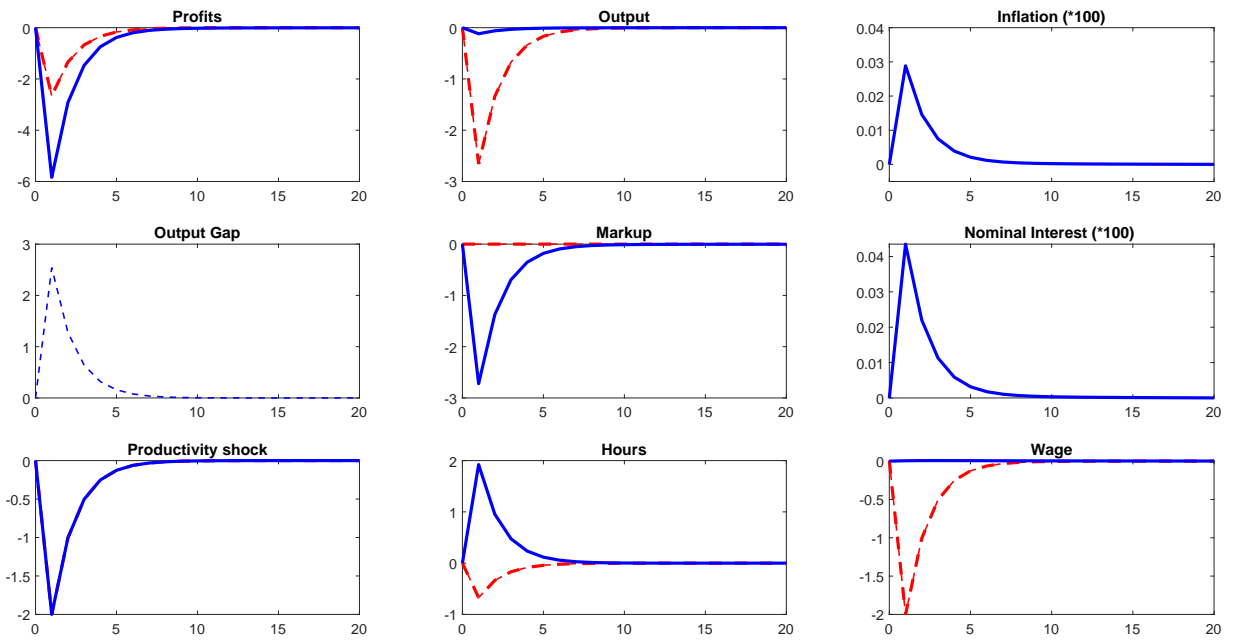 Profits
0
-2
-4
-6
0 5 10 15 20
Output
0
-1
-2
-3
0 5 10 15 20
Inflation (*100)
0.04
0.03
0.02
0.01
0
0 5 10 15 20
Output Gap
3
2
1
0
0 5 10 15 20
Markup
0
-1
-2
-3
0 5 10 15 20
Nominal Interest (*100)
0.04
0.03
0.02
0.01
0
0 5 10 15 20
Productivity shock
0
-0.5
-1
-1.5
-2
0 5 10 15 20
Hours
2
1
0
-1
0 5 10 15 20
Wage
0
-0.5
-1
-1.5
-2
0 5 10 15 20